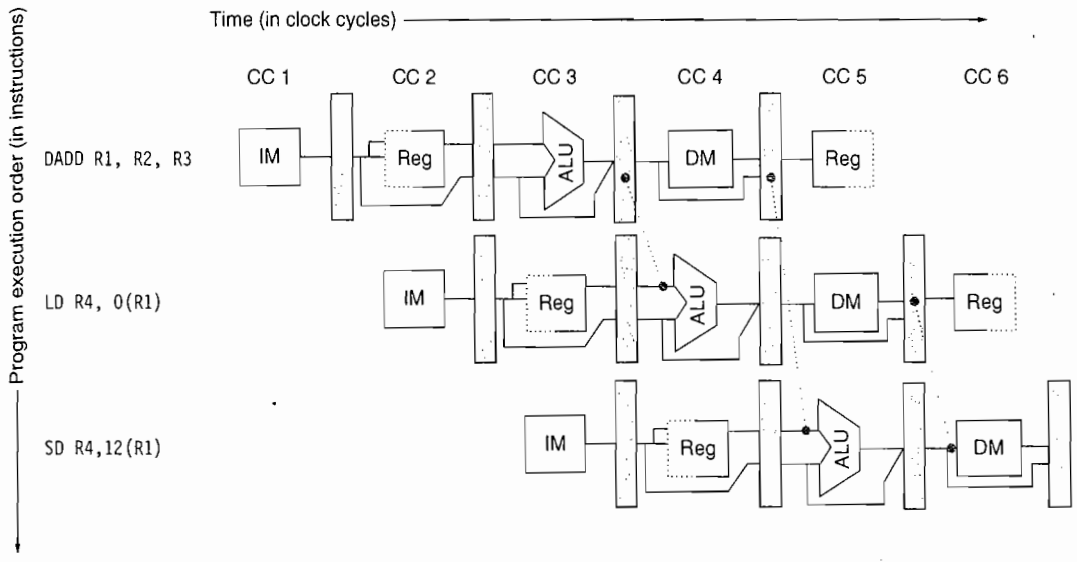 Time (in clock cycles)
Program execution order (in instructions)
CC 1 CC 2 CC 3 CC 4 CC 5 CC 6
DADD R1, R2, R3 IM Reg ALU DM Reg
LD R4, 0(R1) IM Reg ALU DM Reg
SD R4,12(R1) IM Reg ALU DM